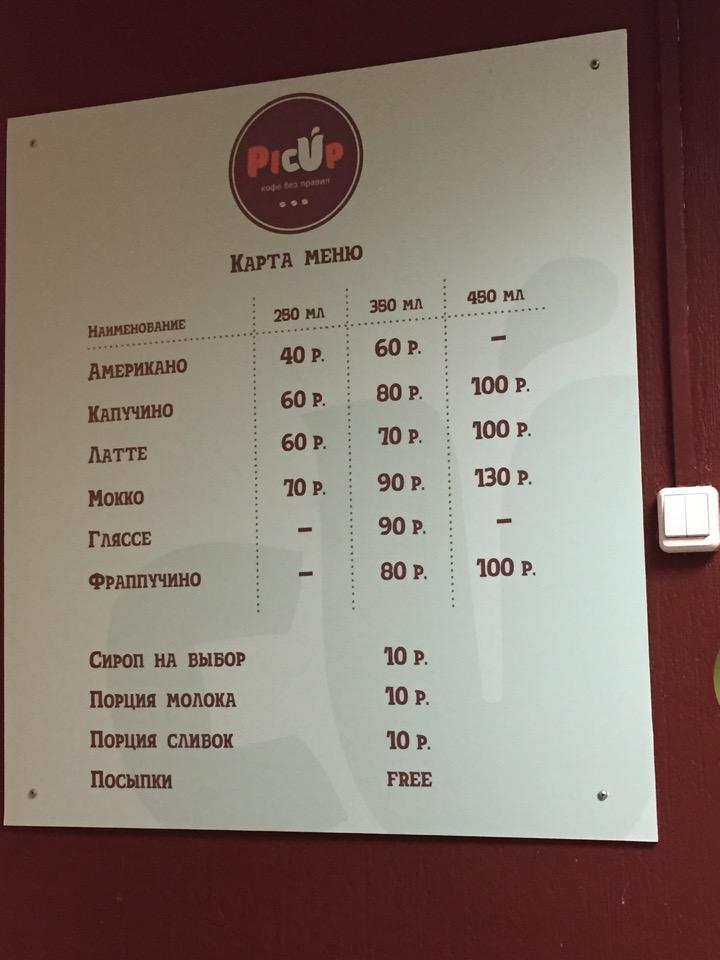 PicUp
кофе без правил
Карта меню
Наименование 250 мл 350 мл 450 мл
Американо 40 р. 60 р. –
Капучино 60 р. 80 р. 100 р.
Латте 60 р. 70 р. 100 р.
Мокко 70 р. 90 р. 130 р.
Гляссе – 90 р. –
Фраппучино – 80 р. 100 р.
Сироп на выбор 10 р.
Порция молока 10 р.
Порция сливок 10 р.
Посыпки FREE